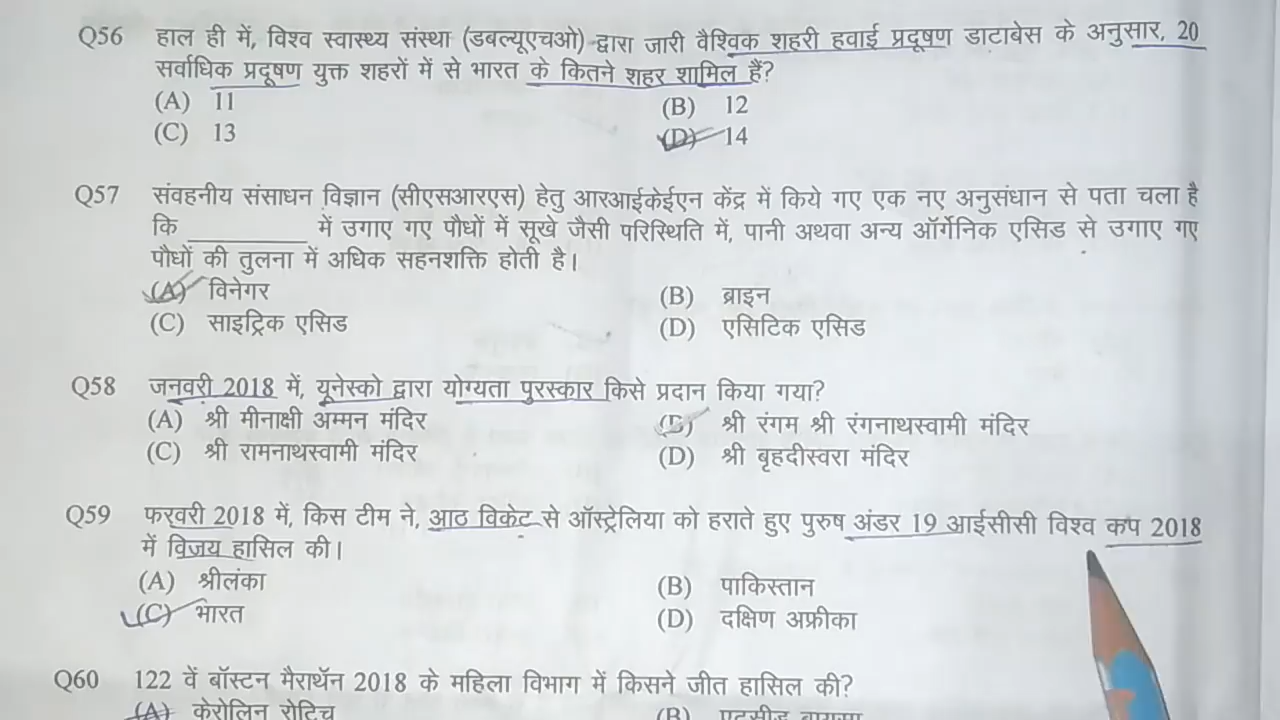 Q56 हाल ही में, विश्व स्वास्थ्य संस्था (डबल्यूएचओ) द्वारा जारी वैश्विक शहरी हवाई प्रदूषण डाटाबेस के अनुसार, 20
सर्वाधिक प्रदूषण युक्त शहरों में से भारत के कितने शहर शामिल हैं?
(A) 11 (B) 12
(C) 13 (D) 14
Q57 संवहनीय संसाधन विज्ञान (सीएसआरएस) हेतु आरआईकेईएन केंद्र में किये गए एक नए अनुसंधान से पता चला है
कि __________ में उगाए गए पौधों में सूखे जैसी परिस्थिति में, पानी अथवा अन्य ऑर्गेनिक एसिड से उगाए गए
पौधों की तुलना में अधिक सहनशक्ति होती है।
(A) विनेगर (B) ब्राइन
(C) साइट्रिक एसिड (D) एसिटिक एसिड
Q58 जनवरी 2018 में, यूनेस्को द्वारा योग्यता पुरस्कार किसे प्रदान किया गया?
(A) श्री मीनाक्षी अम्मन मंदिर (B) श्री रंगम श्री रंगनाथस्वामी मंदिर
(C) श्री रामनाथस्वामी मंदिर (D) श्री बृहदीस्वरा मंदिर
Q59 फरवरी 2018 में, किस टीम ने, आठ विकेट से ऑस्ट्रेलिया को हराते हुए पुरुष अंडर 19 आईसीसी विश्व कप 2018
में विजय हासिल की।
(A) श्रीलंका (B) पाकिस्तान
(C) भारत (D) दक्षिण अफ्रीका
Q60 122 वें बॉस्टन मैराथॅन 2018 के महिला विभाग में किसने जीत हासिल की?
(A) केरोलिन रोटिच (B)